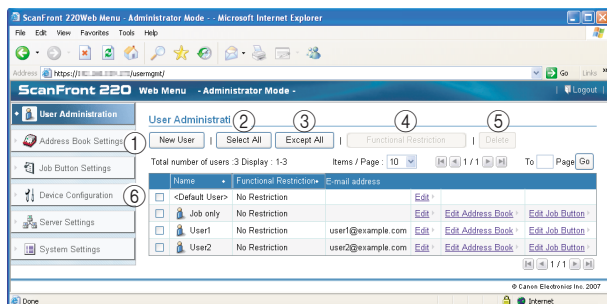 ScanFront 220Web Menu - Administrator Mode - - Microsoft Internet Explorer
File Edit View Favorites Tools Help
Address https:// /usermgmt/ Go Links »
ScanFront 220 Web Menu - Administrator Mode - | Logout |
User Administration
Address Book Settings
Job Button Settings
Device Configuration
Server Settings
System Settings
User Administrati
① New User | ② Select All ③ Except All | ④ Functional Restriction | ⑤ Delete
Total number of users :3 Display : 1-3 Items / Page : 10 1 / 1 To Page Go
⑥
Name Functional Restriction E-mail address
<Default User> No Restriction Edit
Job only No Restriction Edit Edit Address Book Edit Job Button
User1 No Restriction user1@example.com Edit Edit Address Book Edit Job Button
User2 No Restriction user2@example.com Edit Edit Address Book Edit Job Button
1 / 1
© Canon Electronics Inc. 2007
Done Internet